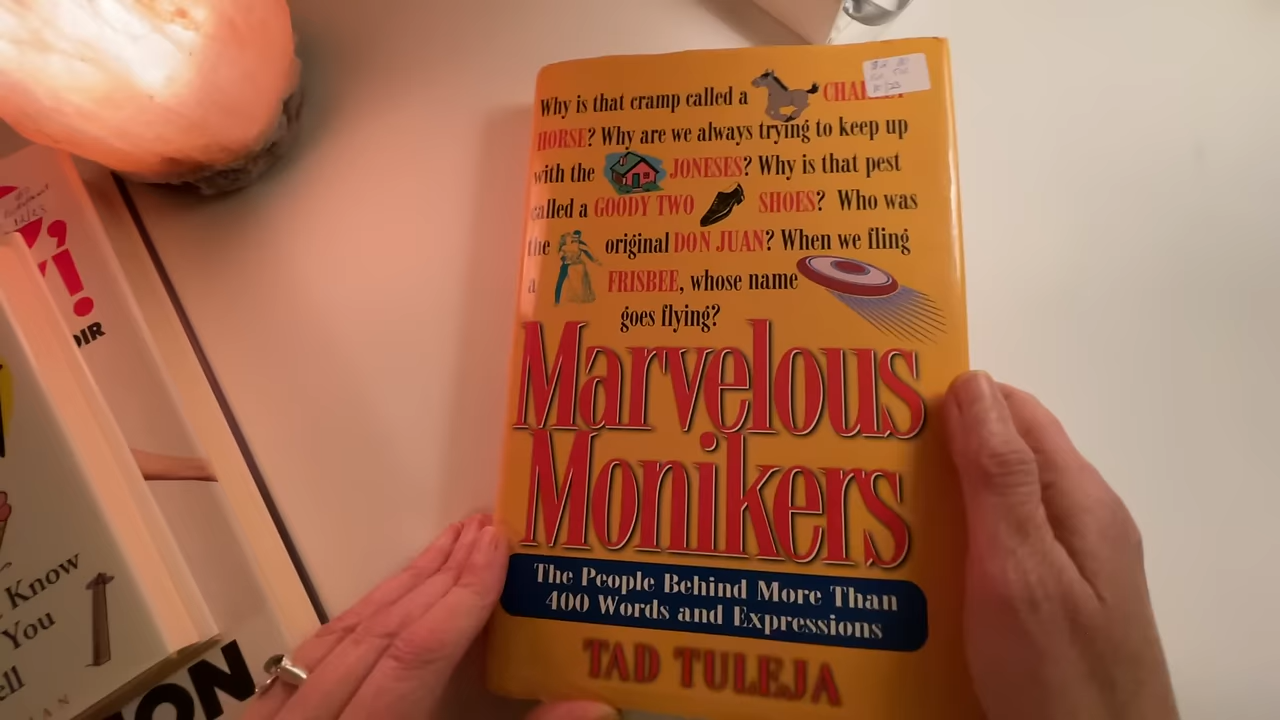 Why is that cramp called a
HORSE? Why are we always trying to keep up
with the JONESES? Why is that pest
called a GOODY TWO SHOES? Who was
the original DON JUAN? When we fling
a FRISBEE, whose name
goes flying?
Marvelous
Monikers
The People Behind More Than
400 Words and Expressions
TAD TULEJA
Know
You